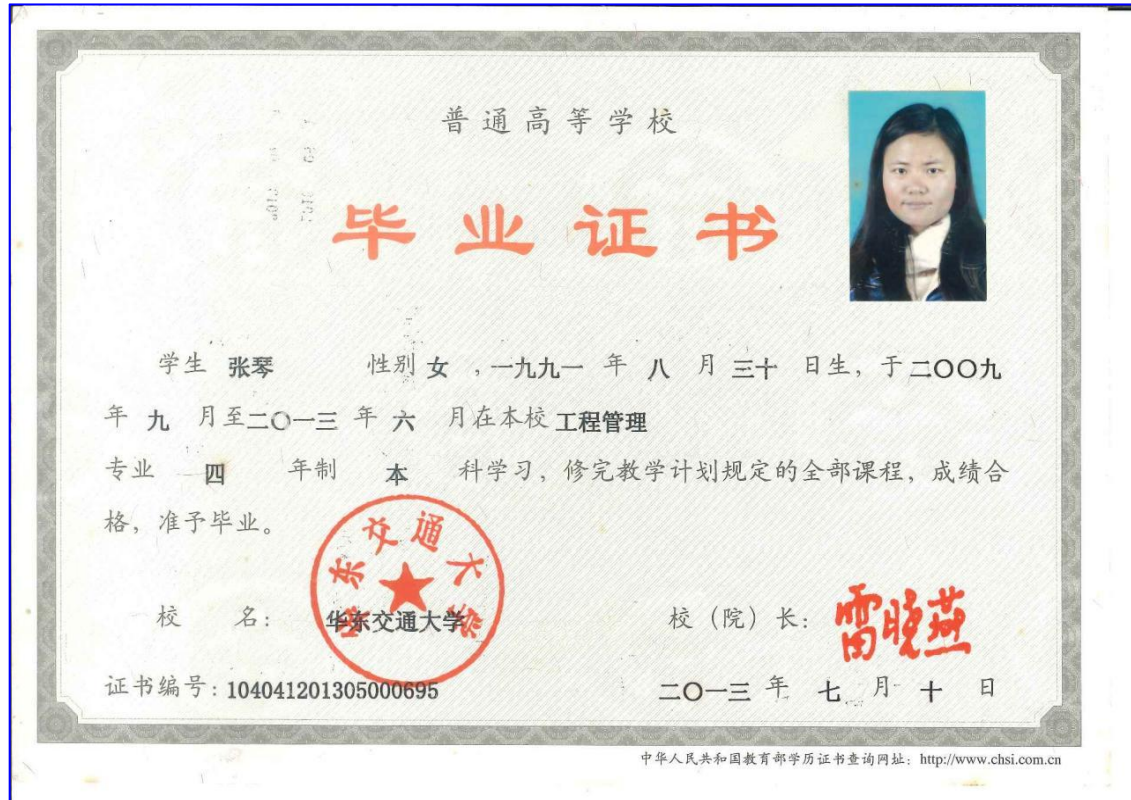 普通高等学校
毕业证书
学生 张琴 性别 女 ，一九九一 年 八 月 三十 日生，于 二〇〇九
年 九 月至 二〇一三 年 六 月在本校 工程管理
专业 四 年制 本 科学习，修完教学计划规定的全部课程，成绩合
格，准予毕业。
华东交通大学
校 名： 华东交通大学 校（院）长： 雷晓燕
证书编号：104041201305000695 二〇一三 年 七 月 十 日
中华人民共和国教育部学历证书查询网址：http://www.chsi.com.cn